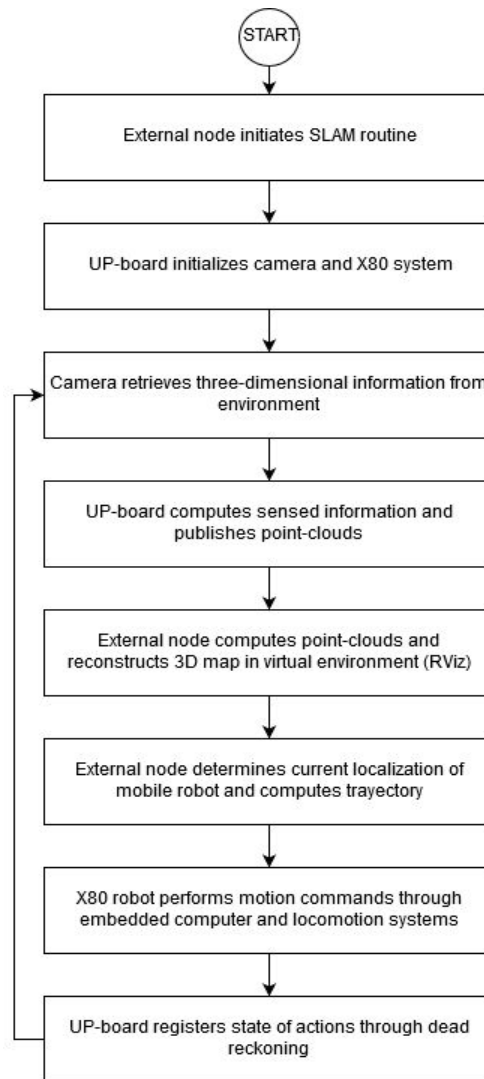 START
External node initiates SLAM routine
UP-board initializes camera and X80 system
Camera retrieves three-dimensional information from
environment
UP-board computes sensed information and
publishes point-clouds
External node computes point-clouds and
reconstructs 3D map in virtual environment (RViz)
External node determines current localization of
mobile robot and computes trayectory
X80 robot performs motion commands through
embedded computer and locomotion systems
UP-board registers state of actions through dead
reckoning